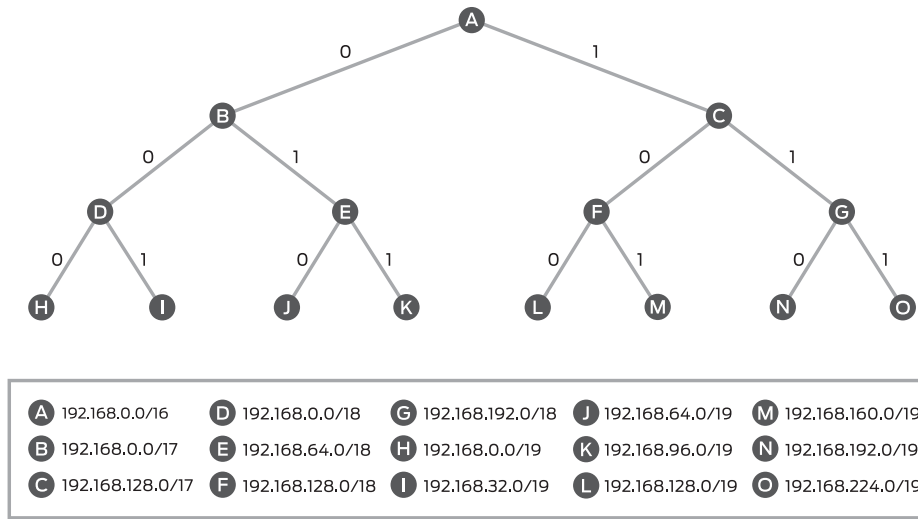 A
0 1
B C
0 1 0 1
D E F G
0 1 0 1 0 1 0 1
H I J K L M N O
A 192.168.0.0/16 D 192.168.0.0/18 G 192.168.192.0/18 J 192.168.64.0/19 M 192.168.160.0/19
B 192.168.0.0/17 E 192.168.64.0/18 H 192.168.0.0/19 K 192.168.96.0/19 N 192.168.192.0/19
C 192.168.128.0/17 F 192.168.128.0/18 I 192.168.32.0/19 L 192.168.128.0/19 O 192.168.224.0/19